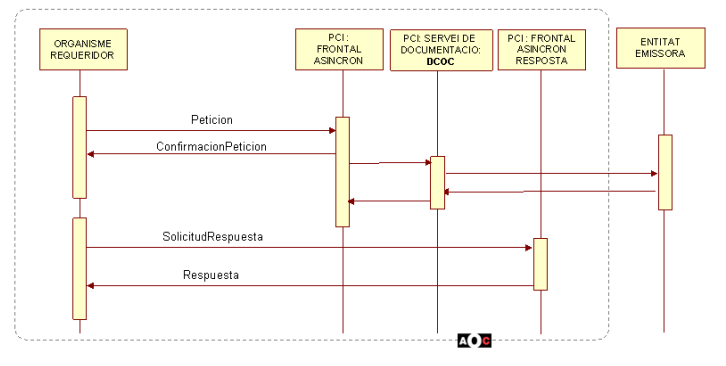 ORGANISME
REQUERIDOR
PCI :
FRONTAL
ASINCRON
PCI: SERVEI DE
DOCUMENTACIO:
DCOC
PCI : FRONTAL
ASINCRON
RESPOSTA
ENTITAT
EMISSORA
Peticion
ConfirmacionPeticion
SolicitudRespuesta
Respuesta
AOC